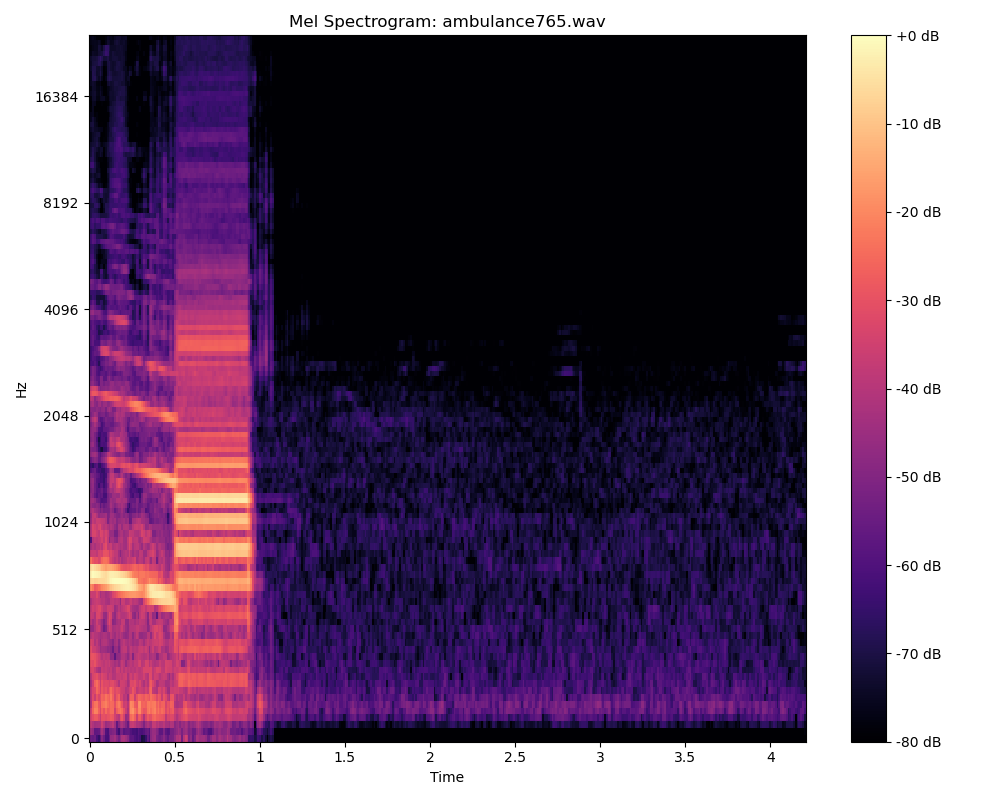 Mel Spectrogram: ambulance765.wav
Hz
16384
8192
4096
2048
1024
512
0
0 0.5 1 1.5 2 2.5 3 3.5 4
Time
+0 dB
-10 dB
-20 dB
-30 dB
-40 dB
-50 dB
-60 dB
-70 dB
-80 dB